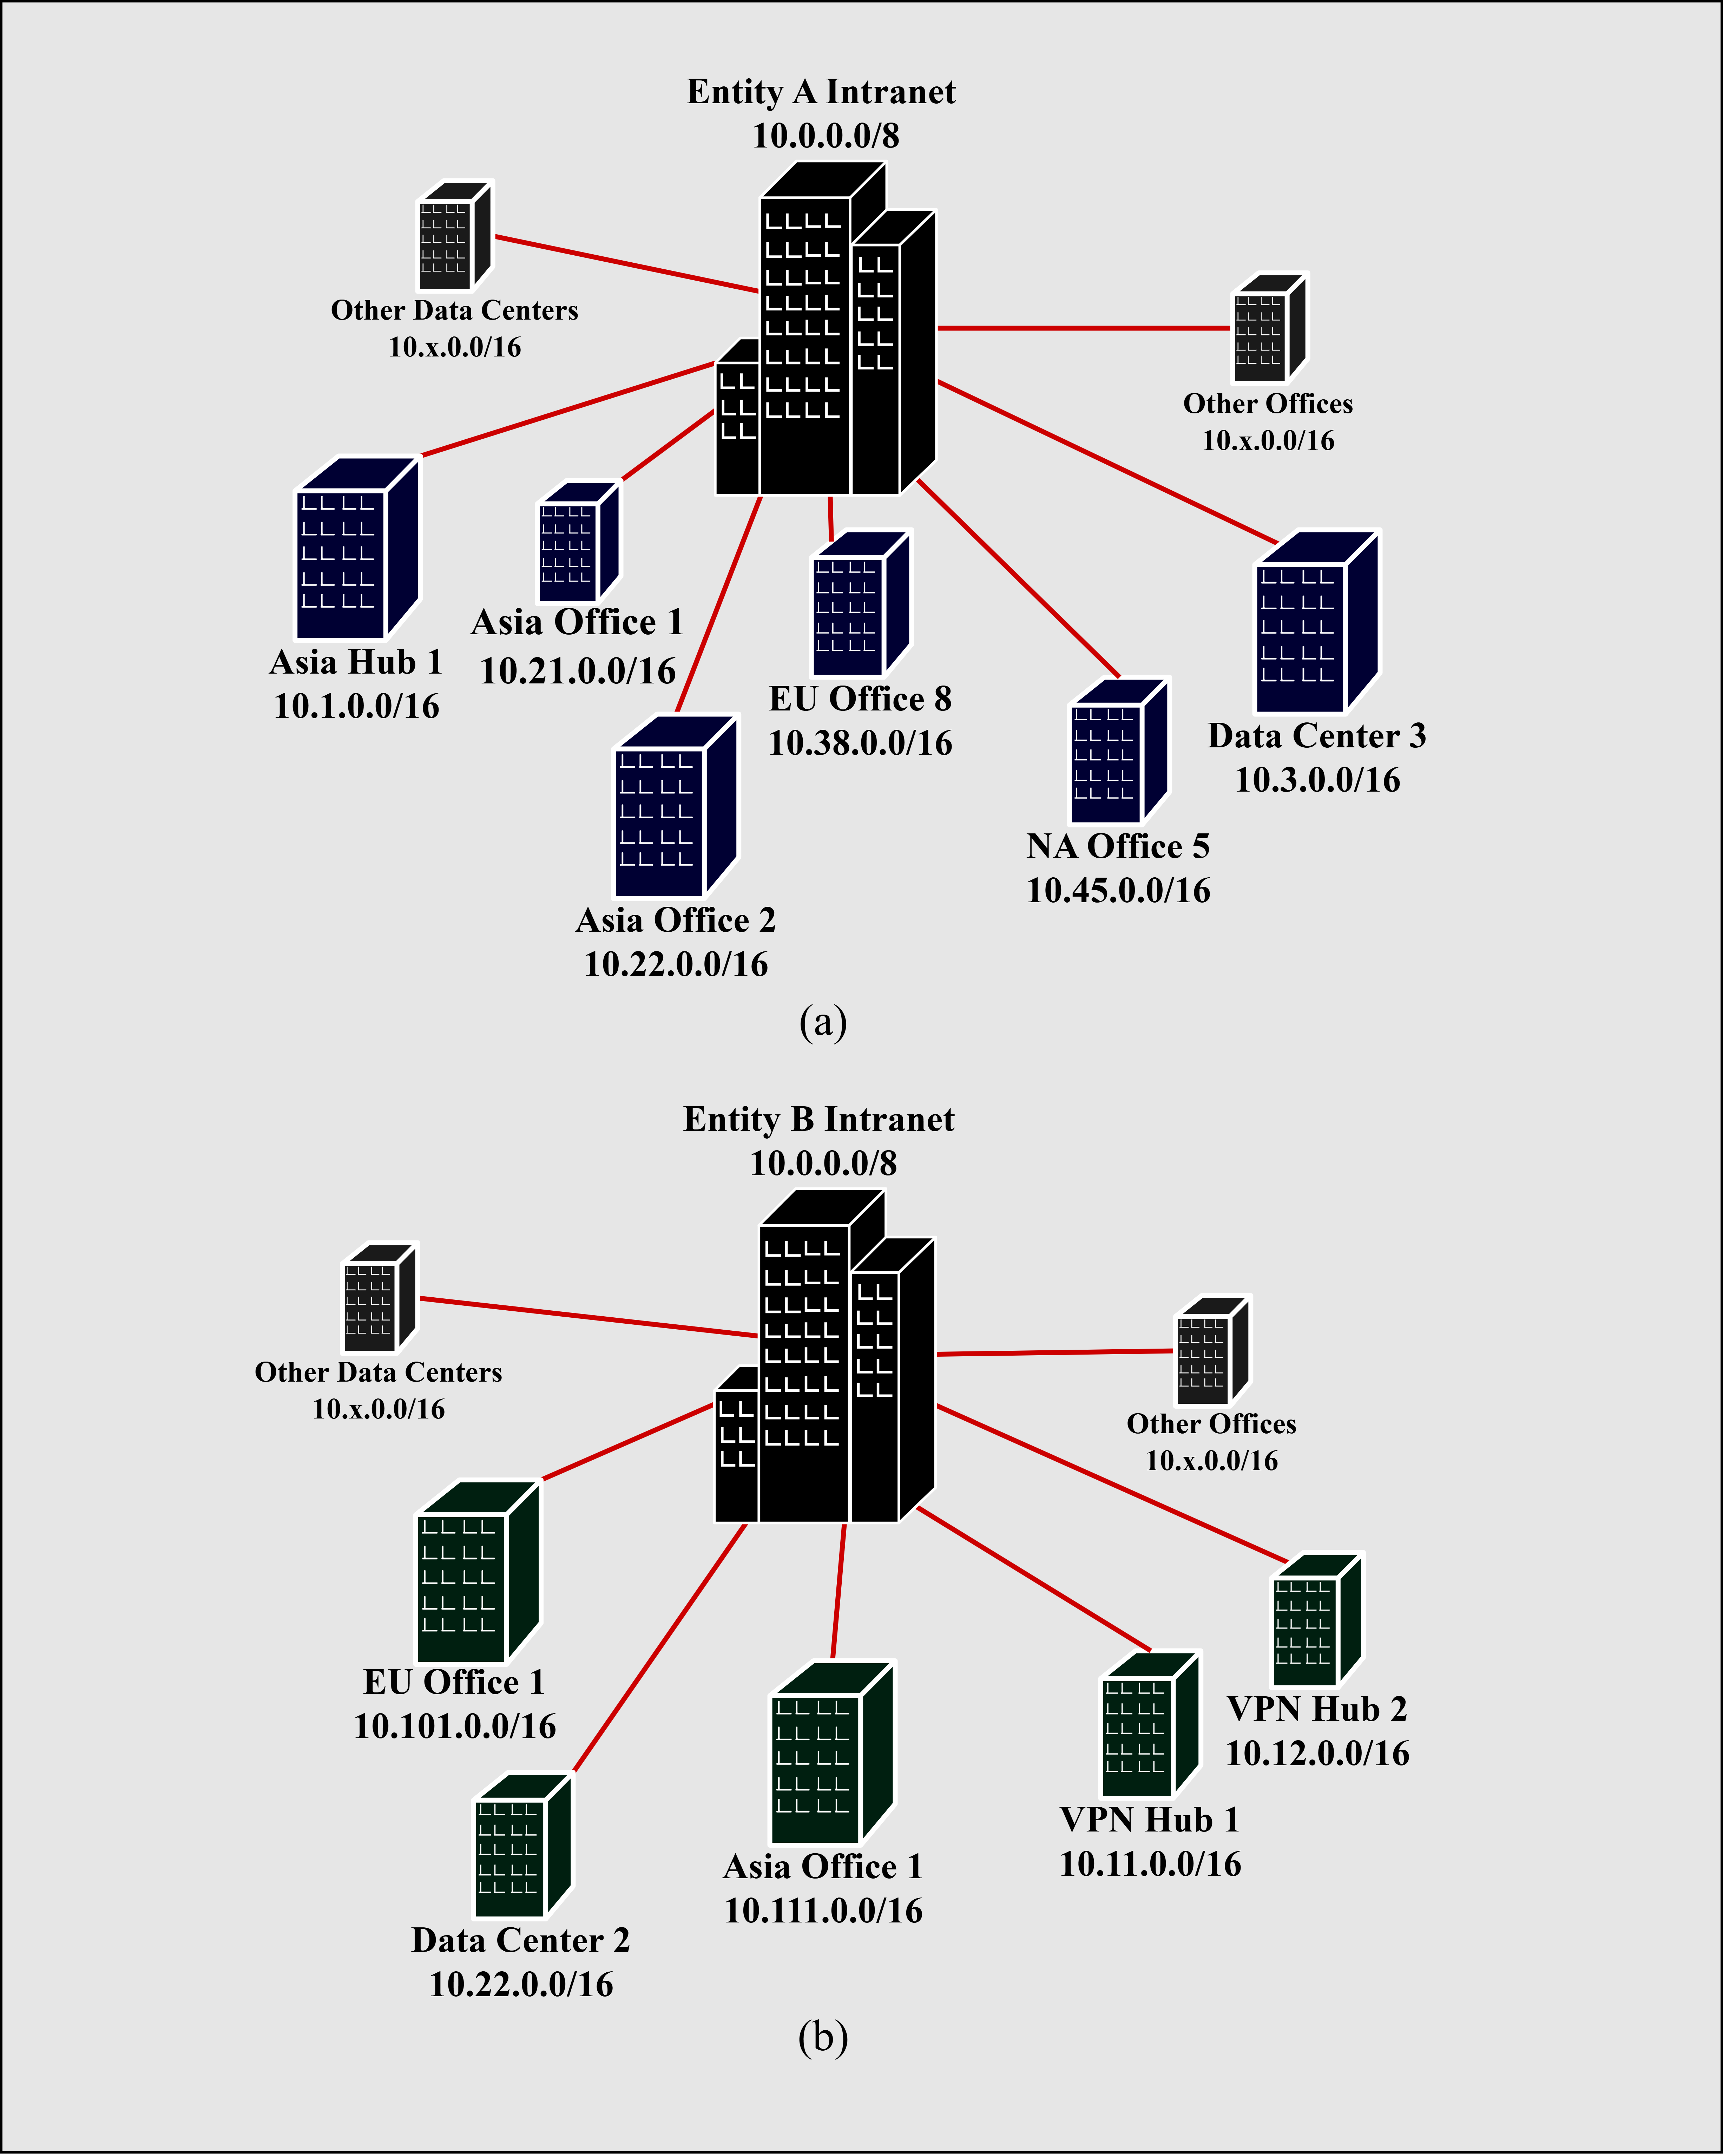 Entity A Intranet
10.0.0.0/8
Other Data Centers
10.x.0.0/16
Other Offices
10.x.0.0/16
Asia Hub 1
10.1.0.0/16
Asia Office 1
10.21.0.0/16
EU Office 8
10.38.0.0/16
Data Center 3
10.3.0.0/16
NA Office 5
10.45.0.0/16
Asia Office 2
10.22.0.0/16
(a)
Entity B Intranet
10.0.0.0/8
Other Data Centers
10.x.0.0/16
Other Offices
10.x.0.0/16
EU Office 1
10.101.0.0/16
VPN Hub 2
10.12.0.0/16
VPN Hub 1
10.11.0.0/16
Asia Office 1
10.111.0.0/16
Data Center 2
10.22.0.0/16
(b)